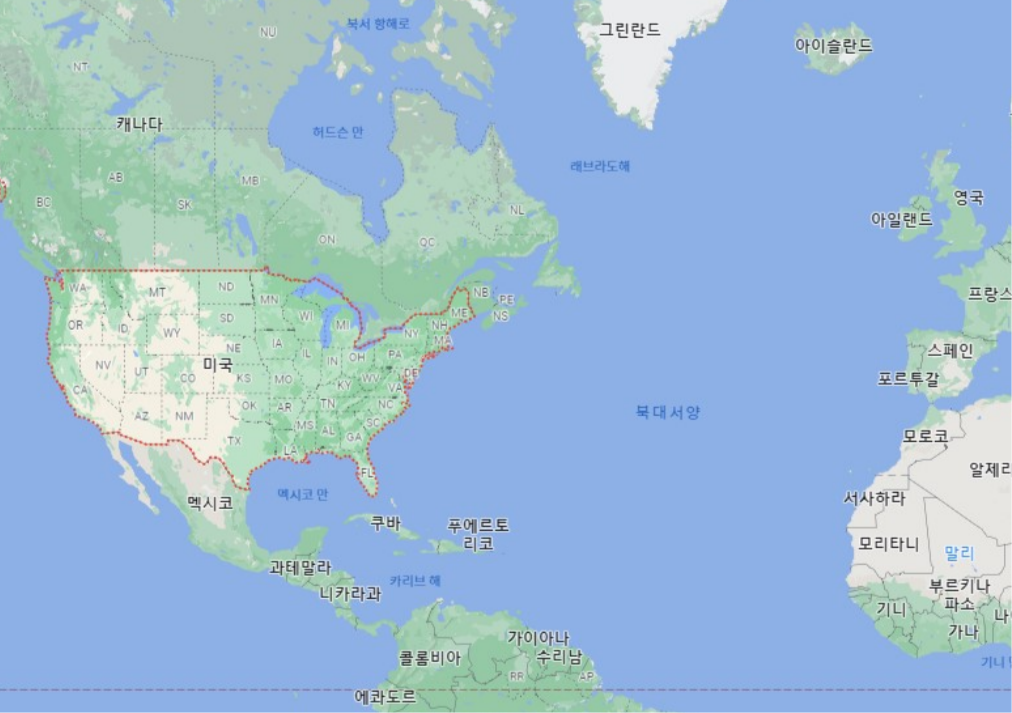 NU
북서 항해로
그린란드
아이슬란드
NT
캐나다
허드슨 만
래브라도해
AB
MB
SK
BC
영국
아일랜드
NL
ON
QC
WA
MT
ND
MN
NB
PE
NS
ME
프랑스
OR
ID
SD
WI
MI
NH
WY
NY
MA
스페인
NE
IA
PA
NV
미국
IL
IN
OH
UT
CO
KS
MO
WV
DE
포르투갈
CA
KY
VA
OK
AR
TN
NC
AZ
NM
북대서양
MS
AL
SC
GA
모로코
TX
LA
FL
알제리
멕시코
멕시코 만
서사하라
쿠바
푸에르토
리코
모리타니
말리
과테말라
카리브 해
니카라과
부르키나
파소
기니
나
가나
콜롬비아
가이아나
수리남
기니
RR
AP
에콰도르